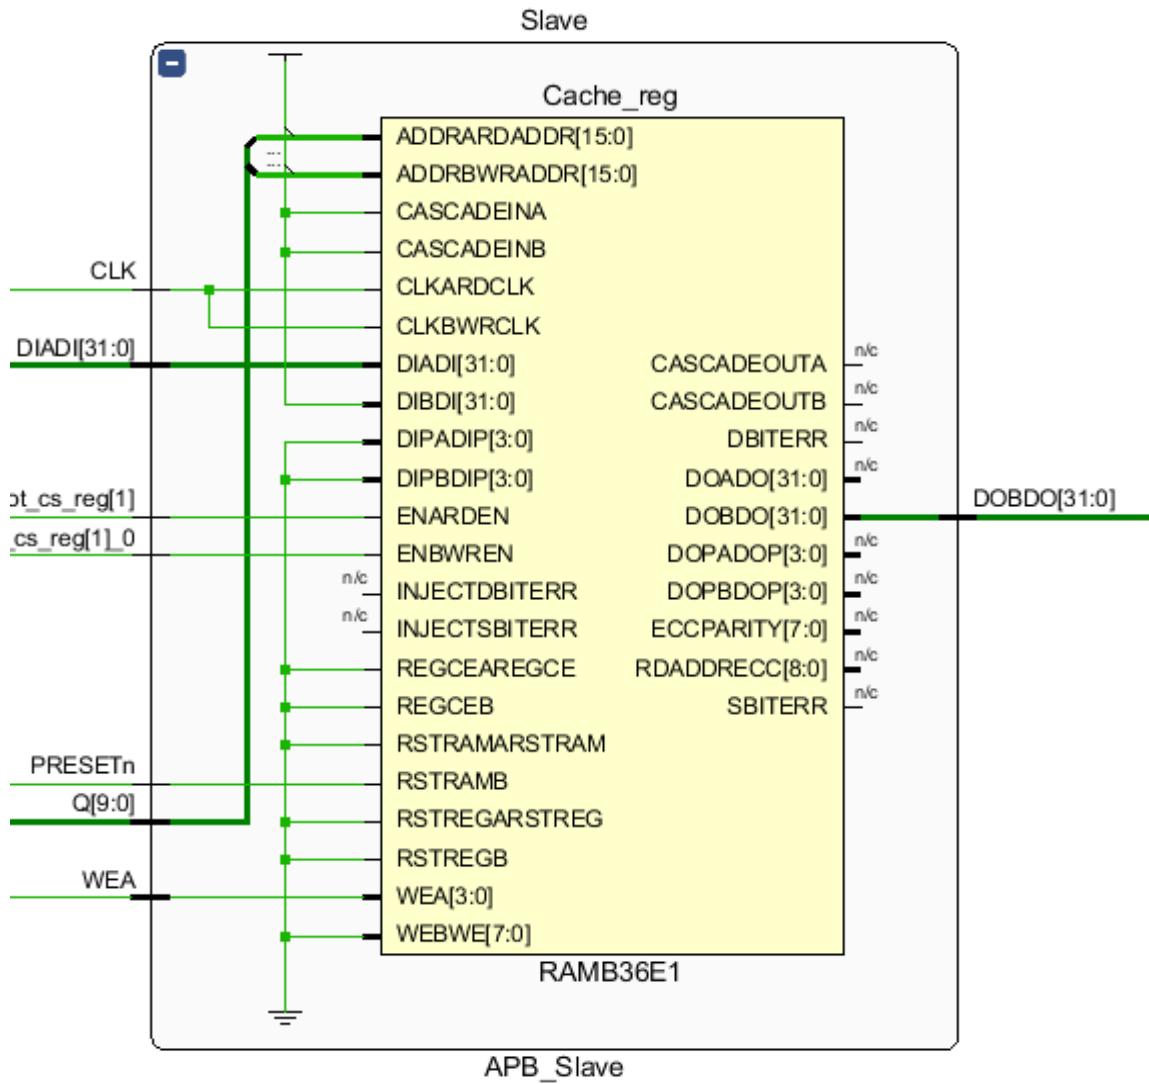 Slave
Cache_reg
ADDRARDADDR[15:0]
ADDRBWRADDR[15:0]
CASCADEINA
CASCADEINB
CLK
CLKARDCLK
CLKBWRCLK
DIADI[31:0]
DIADI[31:0]
CASCADEOUTA
n/c
DIBDI[31:0]
CASCADEOUTB
n/c
DIPADIP[3:0]
DBITERR
n/c
DIPBDIP[3:0]
DOADO[31:0]
n/c
ot_cs_reg[1]
ENARDEN
DOBDO[31:0]
DOBDO[31:0]
_cs_reg[1]_0
ENBWREN
DOPADOP[3:0]
n/c
n/c
INJECTDBITERR
DOPBDOP[3:0]
n/c
n/c
INJECTSBITERR
ECCPARITY[7:0]
n/c
REGCEAREGCE
RDADDRECC[8:0]
n/c
REGCEB
SBITERR
n/c
RSTRAMARSTRAM
PRESETn
RSTRAMB
Q[9:0]
RSTREGARSTREG
RSTREGB
WEA
WEA[3:0]
WEBWE[7:0]
RAMB36E1
APB_Slave